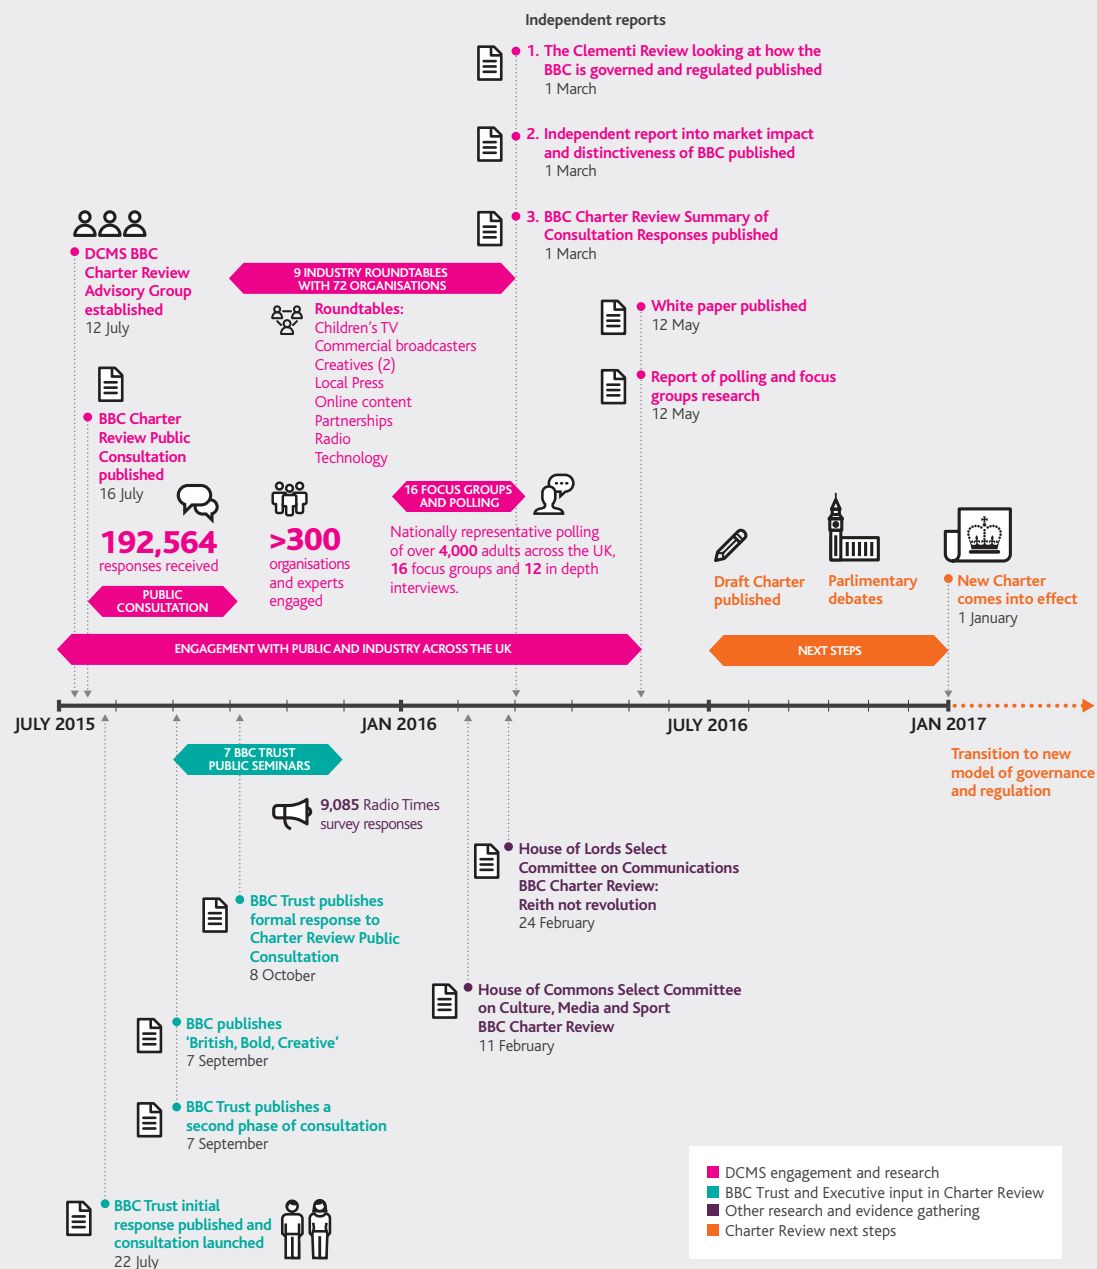 Independent reports
1. The Clementi Review looking at how the
BBC is governed and regulated published
1 March
2. Independent report into market impact
and distinctiveness of BBC published
1 March
3. BBC Charter Review Summary of
Consultation Responses published
1 March
DCMS BBC
Charter Review
Advisory Group
established
12 July
9 INDUSTRY ROUNDTABLES
WITH 72 ORGANISATIONS
Roundtables:
Children's TV
Commercial broadcasters
Creatives (2)
Local Press
Online content
Partnerships
Radio
Technology
White paper published
12 May
Report of polling and focus
groups research
12 May
BBC Charter
Review Public
Consultation
published
16 July
192,564
responses received
PUBLIC
CONSULTATION
>300
organisations
and experts
engaged
16 FOCUS GROUPS
AND POLLING
Nationally representative polling
of over 4,000 adults across the UK,
16 focus groups and 12 in depth
interviews.
Draft Charter
published
Parlimentary
debates
New Charter
comes into effect
1 January
ENGAGEMENT WITH PUBLIC AND INDUSTRY ACROSS THE UK
NEXT STEPS
JULY 2015
JAN 2016
JULY 2016
JAN 2017
7 BBC TRUST
PUBLIC SEMINARS
Transition to new
model of governance
and regulation
9,085 Radio Times
survey responses
House of Lords Select
Committee on Communications
BBC Charter Review:
Reith not revolution
24 February
BBC Trust publishes
formal response to
Charter Review Public
Consultation
8 October
House of Commons Select Committee
on Culture, Media and Sport
BBC Charter Review
11 February
BBC publishes
'British, Bold, Creative'
7 September
BBC Trust publishes a
second phase of consultation
7 September
BBC Trust initial
response published and
consultation launched
22 July
DCMS engagement and research
BBC Trust and Executive input in Charter Review
Other research and evidence gathering
Charter Review next steps